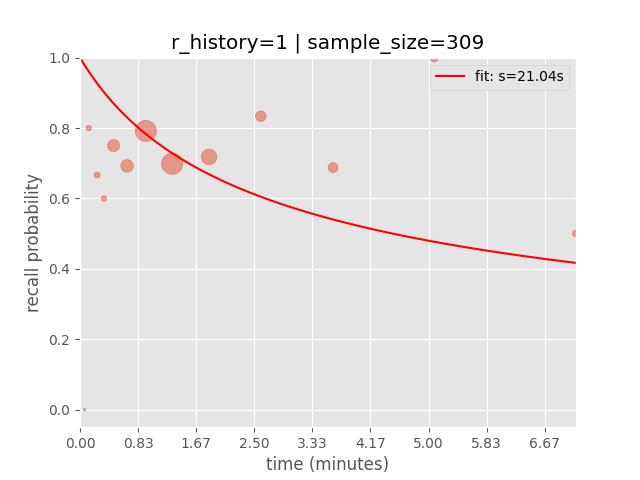 r_history=1 | sample_size=309
fit: s=21.04s
recall probability
1.0
0.8
0.6
0.4
0.2
0.0
0.00 0.83 1.67 2.50 3.33 4.17 5.00 5.83 6.67
time (minutes)